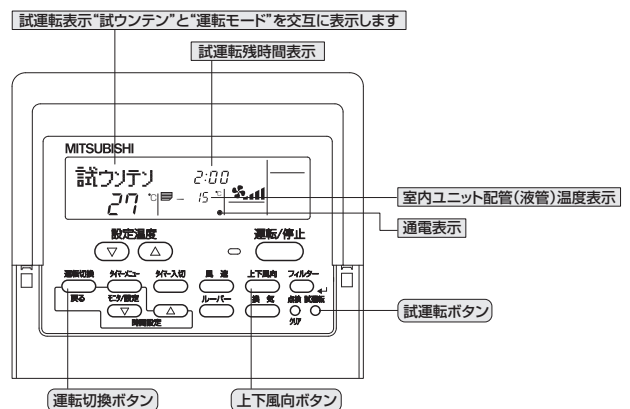 試運転表示“試ウンテン”と“運転モード”を交互に表示します
試運転残時間表示
MITSUBISHI
試ウンテン 2:00
27 ℃ - 15 ℃
室内ユニット配管(液管)温度表示
通電表示
設定温度 運転/停止
▽ △
運転切換 タイマーメニュー タイマー入切 風 速 上下風向 フィルター
戻る モニタ/設定 ルーバー 換 気 点検 試運転
▽ △ クリア
時間設定
試運転ボタン
運転切換ボタン
上下風向ボタン